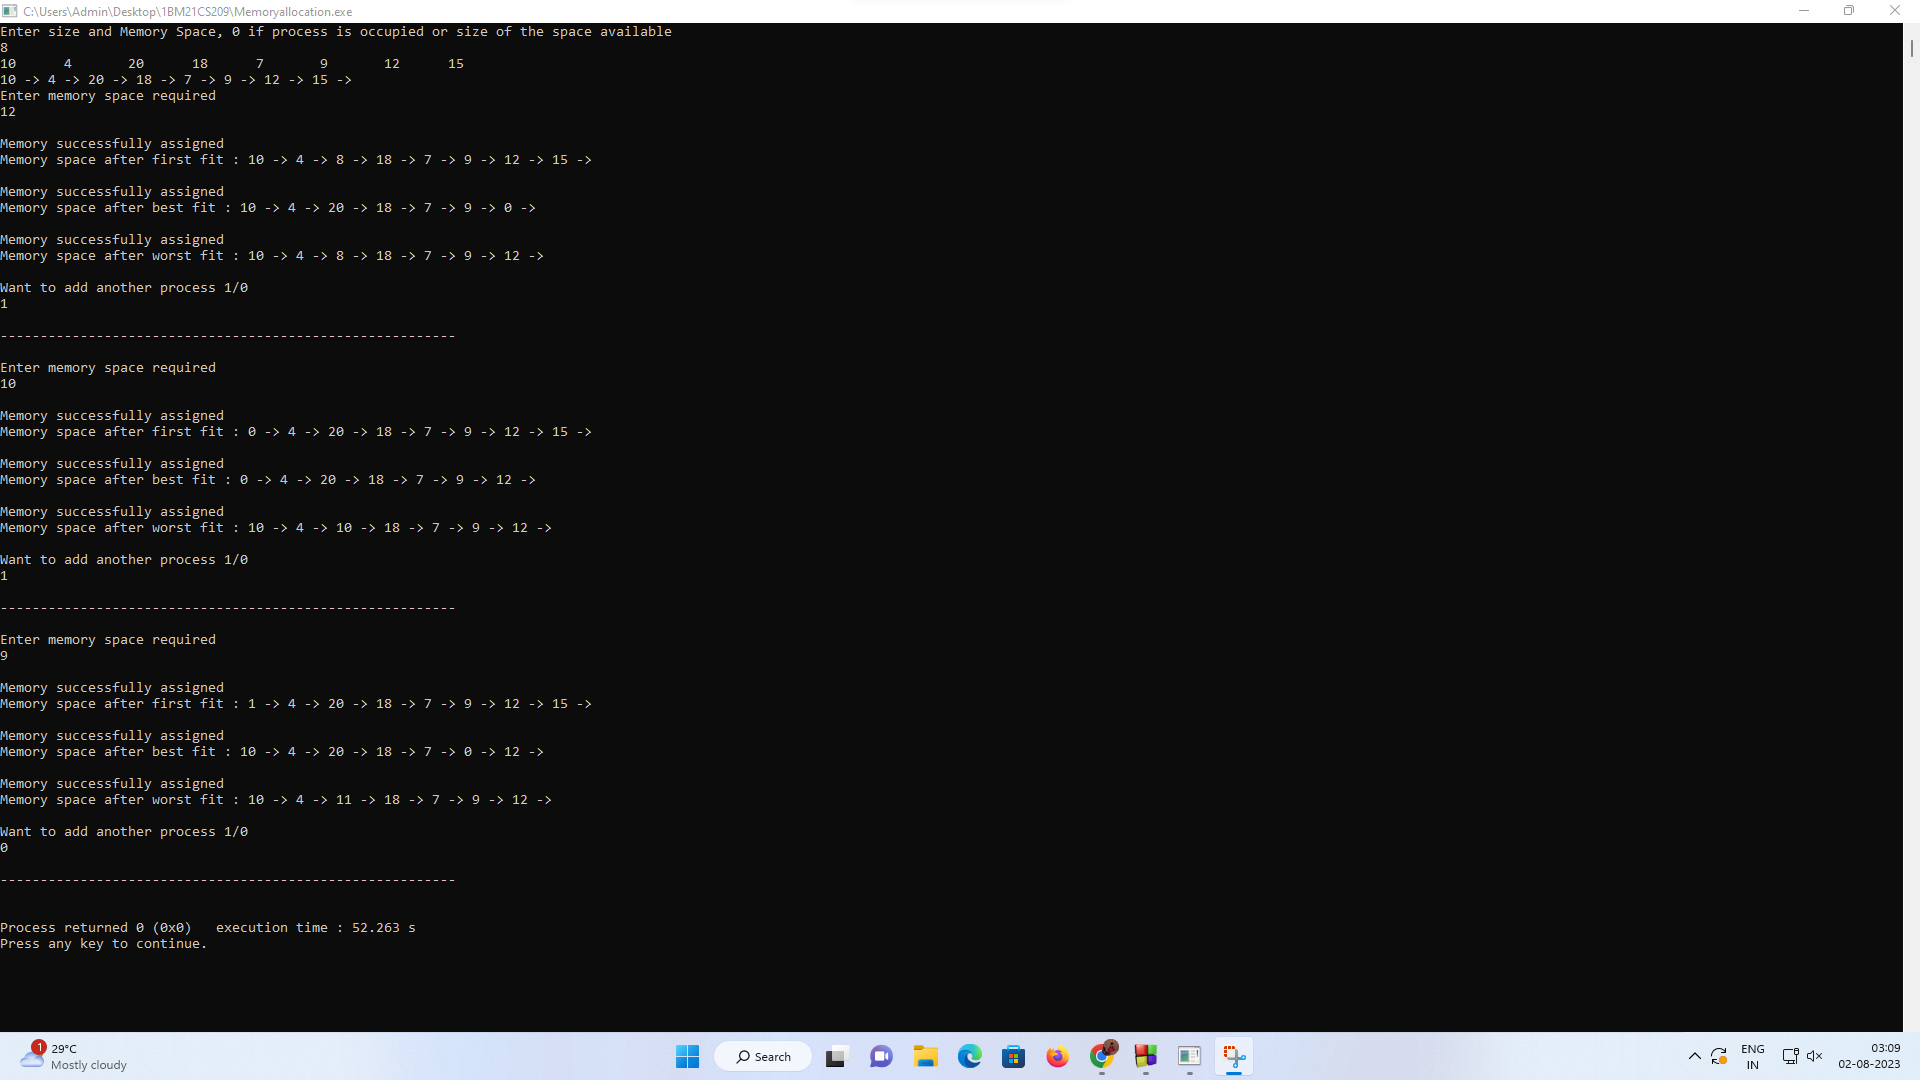 C:\Users\Admin\Desktop\1BM21CS209\Memoryallocation.exe
Enter size and Memory Space, 0 if process is occupied or size of the space available
8
10 4 20 18 7 9 12 15
10 -> 4 -> 20 -> 18 -> 7 -> 9 -> 12 -> 15 ->
Enter memory space required
12
Memory successfully assigned
Memory space after first fit : 10 -> 4 -> 8 -> 18 -> 7 -> 9 -> 12 -> 15 ->
Memory successfully assigned
Memory space after best fit : 10 -> 4 -> 20 -> 18 -> 7 -> 9 -> 0 ->
Memory successfully assigned
Memory space after worst fit : 10 -> 4 -> 8 -> 18 -> 7 -> 9 -> 12 ->
Want to add another process 1/0
1
---------------------------------------------------------
Enter memory space required
10
Memory successfully assigned
Memory space after first fit : 0 -> 4 -> 20 -> 18 -> 7 -> 9 -> 12 -> 15 ->
Memory successfully assigned
Memory space after best fit : 0 -> 4 -> 20 -> 18 -> 7 -> 9 -> 12 ->
Memory successfully assigned
Memory space after worst fit : 10 -> 4 -> 10 -> 18 -> 7 -> 9 -> 12 ->
Want to add another process 1/0
1
---------------------------------------------------------
Enter memory space required
9
Memory successfully assigned
Memory space after first fit : 1 -> 4 -> 20 -> 18 -> 7 -> 9 -> 12 -> 15 ->
Memory successfully assigned
Memory space after best fit : 10 -> 4 -> 20 -> 18 -> 7 -> 0 -> 12 ->
Memory successfully assigned
Memory space after worst fit : 10 -> 4 -> 11 -> 18 -> 7 -> 9 -> 12 ->
Want to add another process 1/0
0
---------------------------------------------------------
Process returned 0 (0x0) execution time : 52.263 s
Press any key to continue.
1
29°C
Mostly cloudy
Search
ENG
IN
03:09
02-08-2023